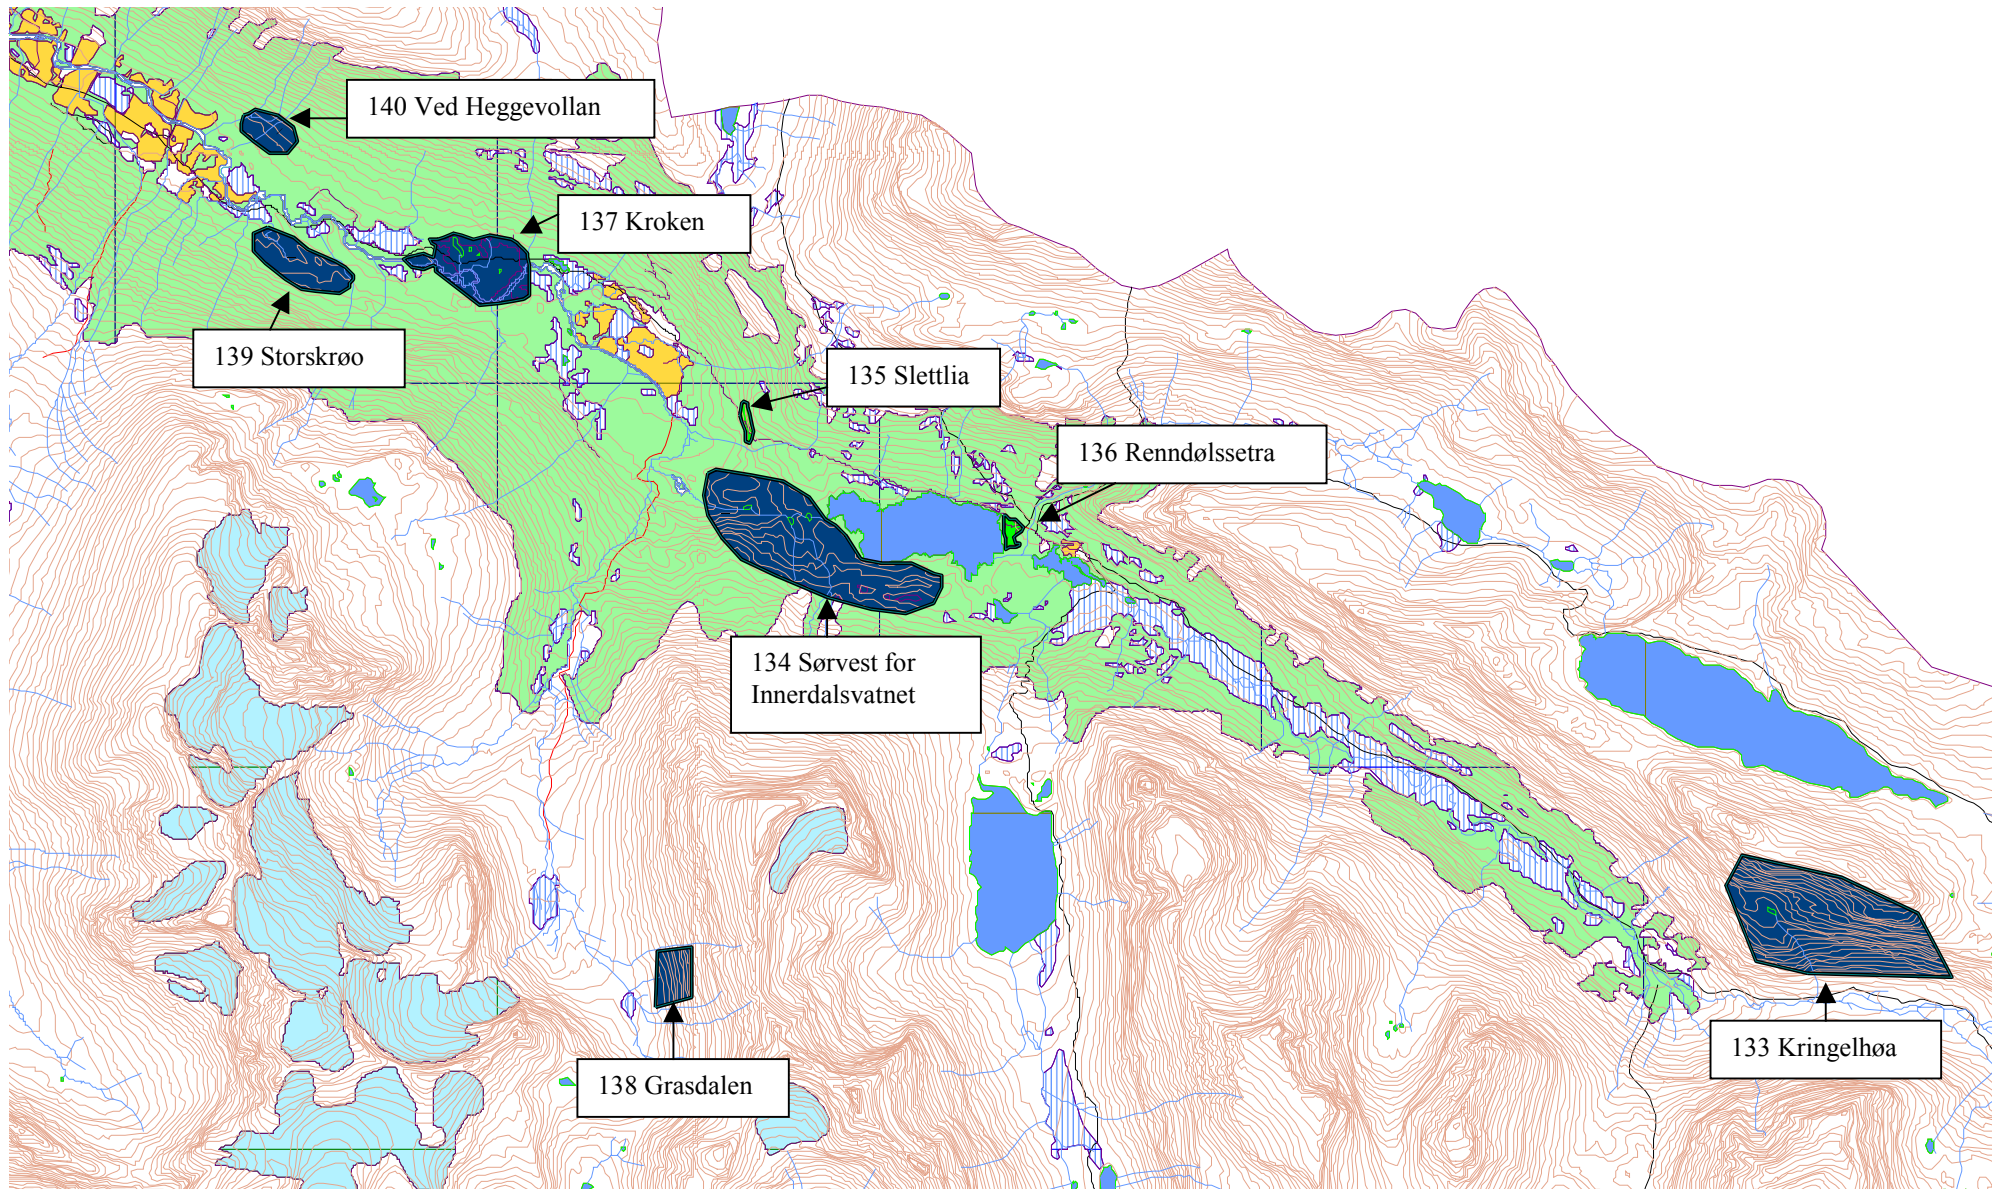 140 Ved Heggevollan
137 Kroken
139 Storskrøo
135 Slettlia
136 Renndølssetra
134 Sørvest for
Innerdalsvatnet
133 Kringelhøa
138 Grasdalen